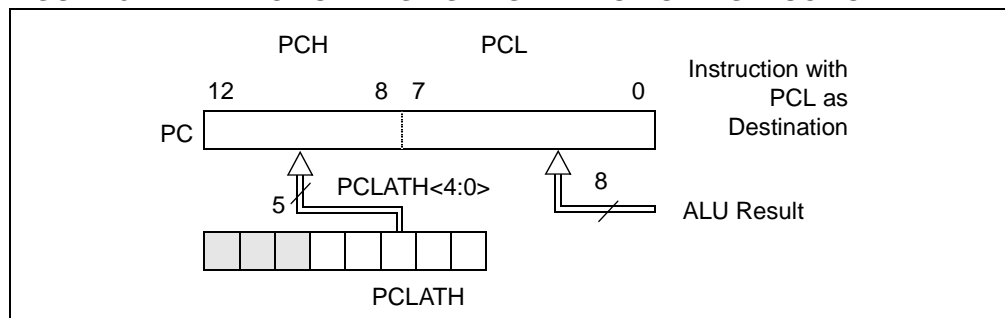 PCH PCL
12 8 7 0
Instruction with
PCL as
Destination
PC
PCLATH<4:0>
5
8
ALU Result
PCLATH